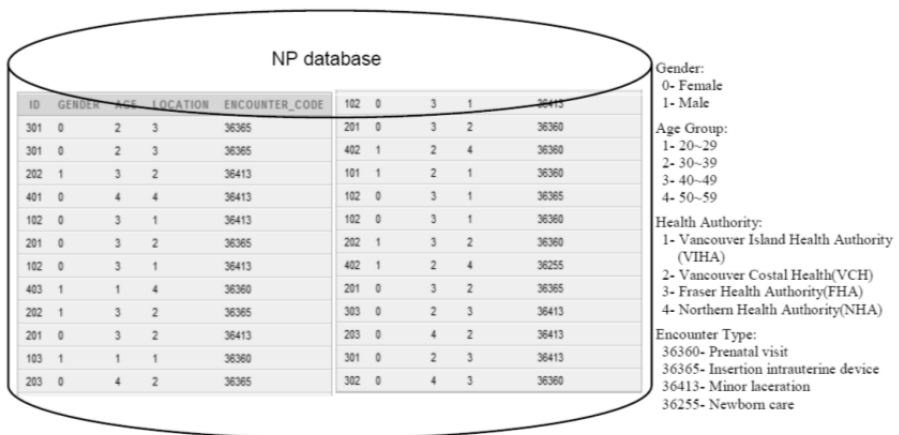 NP database
ID GENDER AGE LOCATION ENCOUNTER_CODE
301 0 2 3 36365
301 0 2 3 36365
202 1 3 2 36413
401 0 4 4 36413
102 0 3 1 36413
201 0 3 2 36365
102 0 3 1 36413
403 1 1 4 36360
202 1 3 2 36365
201 0 3 2 36413
103 1 1 1 36360
203 0 4 2 36365
102 0 3 1 36413
201 0 3 2 36360
402 1 2 4 36360
101 1 2 1 36360
102 0 3 1 36365
102 0 3 1 36360
202 1 3 2 36360
402 1 2 4 36255
201 0 3 2 36365
303 0 2 3 36413
203 0 4 2 36413
301 0 2 3 36413
302 0 4 3 36360
Gender:
0- Female
1- Male
Age Group:
1- 20~29
2- 30~39
3- 40~49
4- 50~59
Health Authority:
1- Vancouver Island Health Authority
(VIHA)
2- Vancouver Costal Health(VCH)
3- Fraser Health Authority(FHA)
4- Northern Health Authority(NHA)
Encounter Type:
36360- Prenatal visit
36365- Insertion intrauterine device
36413- Minor laceration
36255- Newborn care